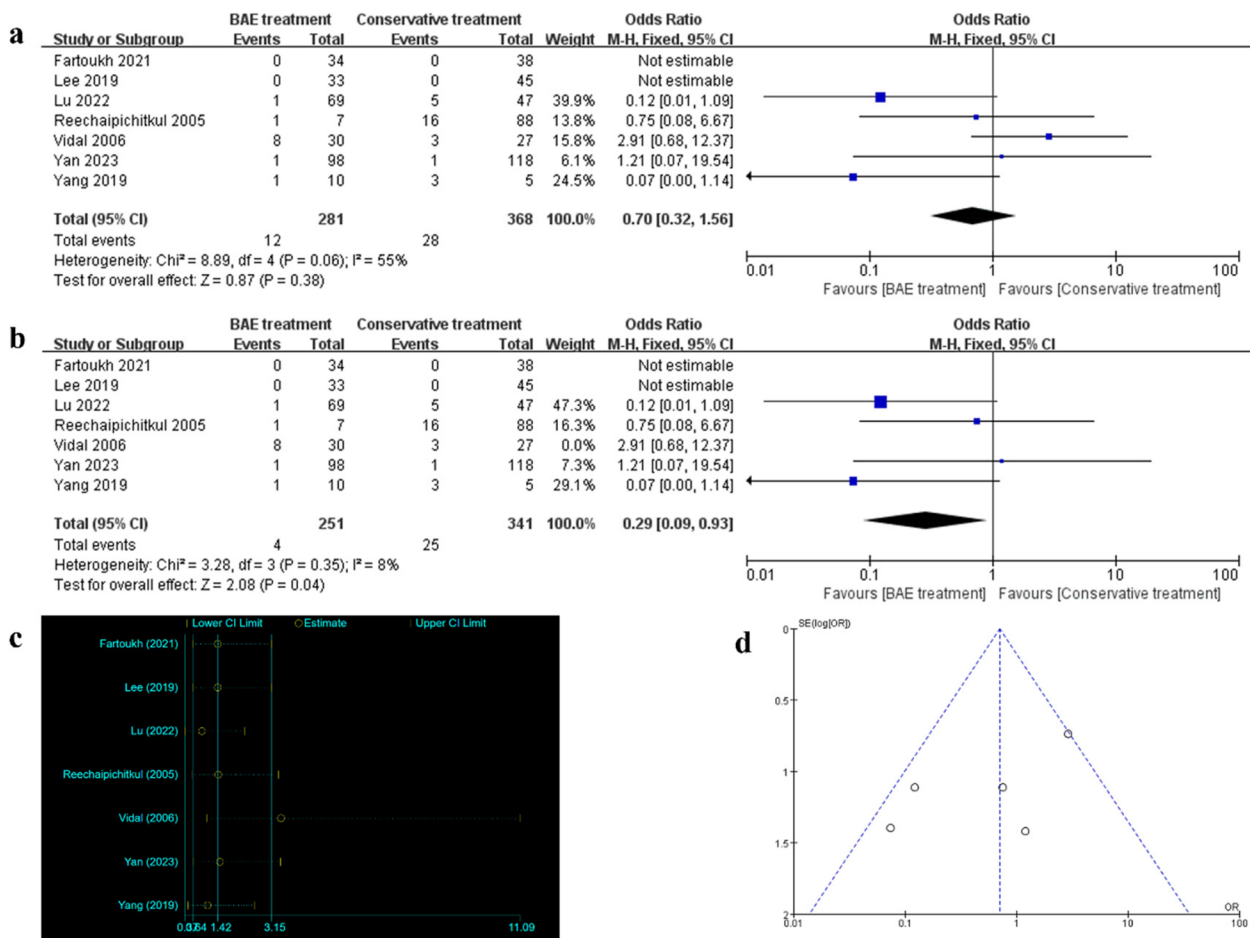 a
BAE treatment Conservative treatment Odds Ratio Odds Ratio
Study or Subgroup Events Total Events Total Weight M-H, Fixed, 95% CI M-H, Fixed, 95% CI
Fartoukh 2021 0 34 0 38 Not estimable
Lee 2019 0 33 0 45 Not estimable
Lu 2022 1 69 5 47 39.9% 0.12 [0.01, 1.09]
Reechaipichitkul 2005 1 7 16 88 13.8% 0.75 [0.08, 6.67]
Vidal 2006 8 30 3 27 15.8% 2.91 [0.68, 12.37]
Yan 2023 1 98 1 118 6.1% 1.21 [0.07, 19.54]
Yang 2019 1 10 3 5 24.5% 0.07 [0.00, 1.14]
Total (95% CI) 281 368 100.0% 0.70 [0.32, 1.56]
Total events 12 28
Heterogeneity: Chi² = 8.89, df = 4 (P = 0.06); I² = 55%
Test for overall effect: Z = 0.87 (P = 0.38)
0.01 0.1 1 10 100
Favours [BAE treatment] Favours [Conservative treatment]
b
BAE treatment Conservative treatment Odds Ratio Odds Ratio
Study or Subgroup Events Total Events Total Weight M-H, Fixed, 95% CI M-H, Fixed, 95% CI
Fartoukh 2021 0 34 0 38 Not estimable
Lee 2019 0 33 0 45 Not estimable
Lu 2022 1 69 5 47 47.3% 0.12 [0.01, 1.09]
Reechaipichitkul 2005 1 7 16 88 16.3% 0.75 [0.08, 6.67]
Vidal 2006 8 30 3 27 0.0% 2.91 [0.68, 12.37]
Yan 2023 1 98 1 118 7.3% 1.21 [0.07, 19.54]
Yang 2019 1 10 3 5 29.1% 0.07 [0.00, 1.14]
Total (95% CI) 251 341 100.0% 0.29 [0.09, 0.93]
Total events 4 25
Heterogeneity: Chi² = 3.28, df = 3 (P = 0.35); I² = 8%
Test for overall effect: Z = 2.08 (P = 0.04)
0.01 0.1 1 10 100
Favours [BAE treatment] Favours [Conservative treatment]
c
Lower CI Limit Estimate Upper CI Limit
Fartoukh (2021)
Lee (2019)
Lu (2022)
Reechaipichitkul (2005)
Vidal (2006)
Yan (2023)
Yang (2019)
1.42 3.15 11.09
d
SE(log[OR])
0
0.5
1
1.5
2
OR
0.01 0.1 1 10 100